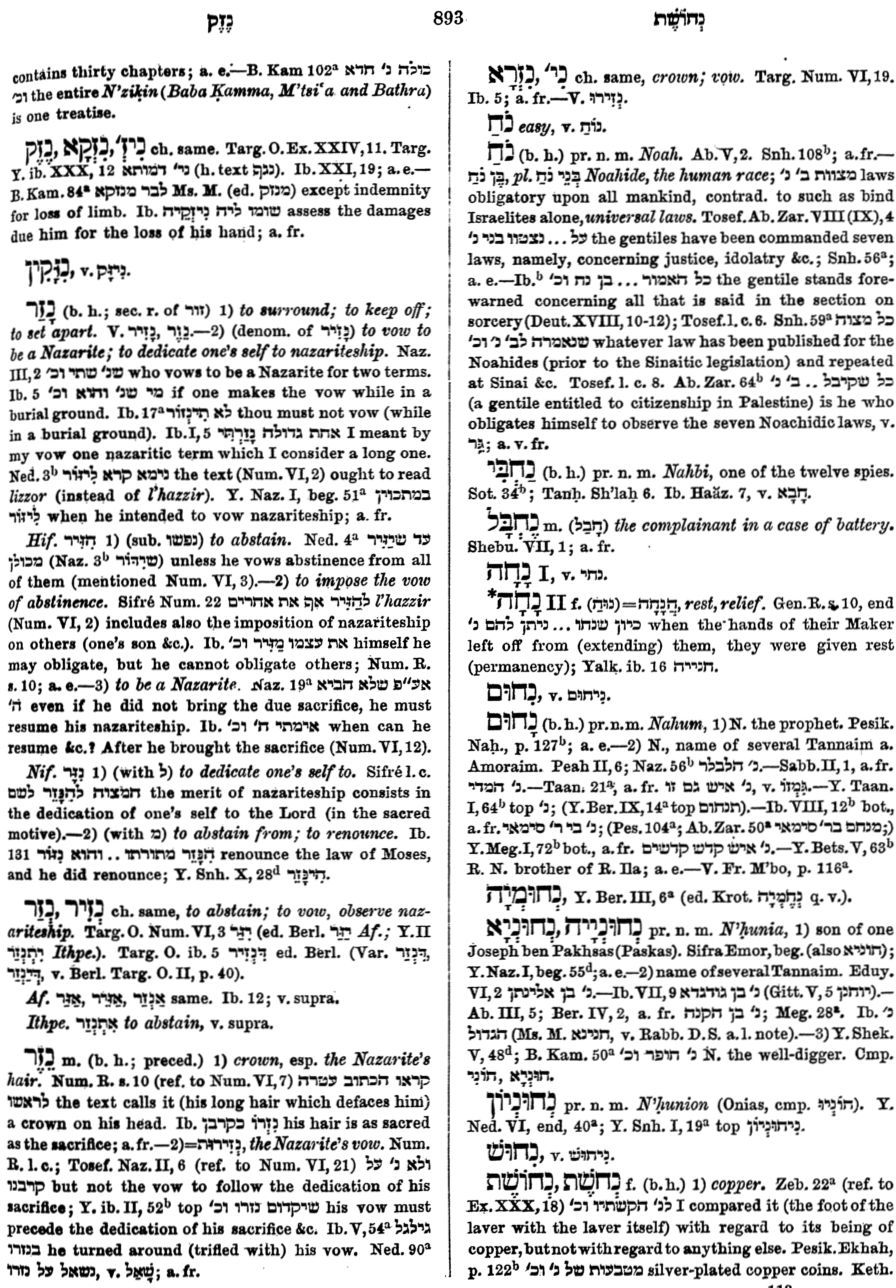 נֶזֶק 893 נְחוֹשֶׁת
contains thirty chapters; a. e.—B. Kam 102ᵃ כולה נ׳ חדא
וכ׳ the entire N'ziḳin (Baba Ḳamma, M'tsiʿa and Bathra)
is one treatise.
נֶזֶק, נִזְקָא, נֵיזְ׳ ch. same. Targ. O. Ex. XXIV, 11. Targ.
Y. ib. XXX, 12 ני׳ דמותא (h. text נגף). Ib. XXI, 19; a. e.—
B. Kam. 84ᵃ לבר מנזקא Ms. M. (ed. מנזק) except indemnity
for loss of limb. Ib. שומו ליה ניזקיה assess the damages
due him for the loss of his hand; a. fr.
נִזְקִין, v. נִיזָּק.
נָזַר (b. h.; sec. r. of זור) 1) to surround; to keep off;
to set apart. V. נֵזֶר, נָזִיר.—2) (denom. of נָזִיר) to vow to
be a Nazarite; to dedicate one's self to nazariteship. Naz.
III, 2 שנ׳ שתי וכ׳ who vows to be a Nazarite for two terms.
Ib. 5 מי שנ׳ והוא וכ׳ if one makes the vow while in a
burial ground. Ib. 17ᵃ לא תִּיזּוֹר thou must not vow (while
in a burial ground). Ib. I, 5 אחת גדולה נָזַרְתִּי I meant by
my vow one nazaritic term which I consider a long one.
Ned. 3ᵇ נימא קרא לִיזּוֹר the text (Num. VI, 2) ought to read
lizzor (instead of l'hazzir). Y. Naz. I, beg. 51ᵃ במתכוין
לִיזּוֹר when he intended to vow nazariteship; a. fr.
Hif. הִזִּיר 1) (sub. נפשו) to abstain. Ned. 4ᵃ עד שיַּזִּיר
מכולן (Naz. 3ᵇ שיִּזּוֹר) unless he vows abstinence from all
of them (mentioned Num. VI, 3).—2) to impose the vow
of abstinence. Sifré Num. 22 לְהַזִּיר אף את אחרים l'hazzir
(Num. VI, 2) includes also the imposition of nazariteship
on others (one's son &c.). Ib. את עצמו מַזִּיר וכ׳ himself he
may obligate, but he cannot obligate others; Num. R.
s. 10; a. e.—3) to be a Nazarite. Naz. 19ᵃ אע״פ שלא הביא
ה׳ even if he did not bring the due sacrifice, he must
resume his nazariteship. Ib. אימתי ה׳ וכ׳ when can he
resume &c.? After he brought the sacrifice (Num. VI, 12).
Nif. נִזַּר 1) (with ל) to dedicate one's self to. Sifré l. c.
המצוה לְהִנָּזֵר לשם the merit of nazariteship consists in
the dedication of one's self to the Lord (in the sacred
motive).—2) (with מ) to abstain from; to renounce. Ib.
131 הִנָּזֵר מתורתו .. והוא נָזוֹר renounce the law of Moses,
and he did renounce; Y. Snh. X, 28ᵈ הִינָּזֵר.
נְזִיר, נְזַר ch. same, to abstain; to vow, observe naz-
ariteship. Targ. O. Num. VI, 3 יִזַּר (ed. Berl. יַזַּר Af.; Y. II
יִתְנְזַר Ithpe.). Targ. O. ib. 5 דְּנָזִיר ed. Berl. (Var. דִּנְזַר,
דְּיִנְזַר, v. Berl. Targ. O. II, p. 40).
Af. אַנְזַר, אַזִּיר, אַזַּר same. Ib. 12; v. supra.
Ithpe. אִתְנְזַר to abstain, v. supra.
נֵזֶר m. (b. h.; preced.) 1) crown, esp. the Nazarite's
hair. Num. R. s. 10 (ref. to Num. VI, 7) קראו הכתוב עטרה
לראשו the text calls it (his long hair which defaces him)
a crown on his head. Ib. נִזְרוֹ כקרבן his hair is as sacred
as the sacrifice; a. fr.—2)=נְזִירוּת, the Nazarite's vow. Num.
R. l. c.; Tosef. Naz. II, 6 (ref. to Num. VI, 21) ולא נ׳ על
קרבנו but not the vow to follow the dedication of his
sacrifice; Y. ib. II, 52ᵇ top שיקדום נזרו וכ׳ his vow must
precede the dedication of his sacrifice &c. Ib. V, 54ᵃ גילגל
בנזרו he turned around (trifled with) his vow. Ned. 90ᵃ
נשאל על נזרו, v. שָׁאַל; a. fr.
נִזְרָא, נֵי׳ ch. same, crown; vow. Targ. Num. VI, 19.
Ib. 5; a. fr.—V. נְזִירוּ.
נֹחַ easy, v. נוֹחַ.
נֹחַ (b. h.) pr. n. m. Noah. Ab. V, 2. Snh. 108ᵇ; a. fr.—
בֶּן נֹחַ, pl. בְּנֵי נֹחַ Noahide, the human race; מצוות ב׳ נ׳ laws
obligatory upon all mankind, contrad. to such as bind
Israelites alone, universal laws. Tosef. Ab. Zar. VIII (IX), 4
על ... נצטוו בני נ׳ the gentiles have been commanded seven
laws, namely, concerning justice, idolatry &c.; Snh. 56ᵃ;
a. e.—Ib.ᵇ כל האמור ... בן נח וכ׳ the gentile stands fore-
warned concerning all that is said in the section on
sorcery (Deut. XVIII, 10-12); Tosef. l. c. 6. Snh. 59ᵃ כל מצוה
שנאמרה לב׳ נ׳ וכ׳ whatever law has been published for the
Noahides (prior to the Sinaitic legislation) and repeated
at Sinai &c. Tosef. l. c. 8. Ab. Zar. 64ᵇ כל שקיבל .. ב׳ נ׳
(a gentile entitled to citizenship in Palestine) is he who
obligates himself to observe the seven Noachidic laws, v.
גֵּר; a. v. fr.
נַחְבִּי (b. h.) pr. n. m. Nahbi, one of the twelve spies.
Sot. 34ᵇ; Tanḥ. Sh'laḥ 6. Ib. Haăz. 7, v. חָבָא.
נֶחְבָּל m. (חָבַל) the complainant in a case of battery.
Shebu. VII, 1; a. fr.
נָחָה I, v. נחי.
*נָחָה II f. (נוּחַ)=הֲנָחָה, rest, relief. Gen. R. s. 10, end
כיון שנחו ... ניתן להם נ׳ when the hands of their Maker
left off from (extending) them, they were given rest
(permanency); Yalk. ib. 16 הנייה.
נִחוּם, v. נִיחוּם.
נַחוּם (b. h.) pr. n. m. Nahum, 1) N. the prophet. Pesik.
Naḥ., p. 127ᵇ; a. e.—2) N., name of several Tannaim a.
Amoraim. Peah II, 6; Naz. 56ᵇ נ׳ הלבלר.—Sabb. II, 1, a. fr.
נ׳ המדי.—Taan. 21ᵃ, a. fr. נ׳ איש גם זו, v. גִּמְזוֹ.—Y. Taan.
I, 64ᵇ top נ׳; (Y. Ber. IX, 14ᵃ top תנחום).—Ib. VIII, 12ᵇ bot.,
a. fr. נ׳ בי ר׳ סימאי; (Pes. 104ᵃ; Ab. Zar. 50ᵃ מנחם בר׳ סימאי;)
Y. Meg. I, 72ᵇ bot., a. fr. נ׳ איש קדש קדשים.—Y. Bets. V, 63ᵇ
R. N. brother of R. Ila; a. e.—V. Fr. M'bo, p. 116ᵃ.
נְחוּמְיָה, Y. Ber. III, 6ᵃ (ed. Krot. נְחֶמְיָה q. v.).
נְחוּנְיָיה, נְחוּנְיָא pr. n. m. N'ḥunia, 1) son of one
Joseph ben Pakhsas (Paskas). Sifra Emor, beg. (also חוניא);
Y. Naz. I, beg. 55ᵈ; a. e.—2) name of several Tannaim. Eduy.
VI, 2 נ׳ בן אלינתן.—Ib. VII, 9 נ׳ בן גודגדא (Gitt. V, 5 יוחנן).—
Ab. III, 5; Ber. IV, 2, a. fr. נ׳ בן הקנה; Meg. 28ᵃ. Ib. נ׳
הגדול (Ms. M. חנינא, v. Rabb. D. S. a. l. note).—3) Y. Shek.
V, 48ᵈ; B. Kam. 50ᵃ נ׳ חופר וכ׳ N. the well-digger. Cmp.
חוּנְיָא, חוֹנִי.
נְחוּנְיוֹן pr. n. m. N'ḥunion (Onias, cmp. חוֹנְיוֹ). Y.
Ned. VI, end, 40ᵃ; Y. Snh. I, 19ᵃ top נִיחוּנְיוֹן.
נִחוּשׁ, v. נִיחוּשׁ.
נְחֹשֶׁת, נְחוֹשֶׁת f. (b. h.) 1) copper. Zeb. 22ᵃ (ref. to
Ex. XXX, 18) לנ׳ הקשתיו וכ׳ I compared it (the foot of the
laver with the laver itself) with regard to its being of
copper, but not with regard to anything else. Pesik. Ekhah,
p. 122ᵇ מטבעות של נ׳ וכ׳ silver-plated copper coins. Keth.